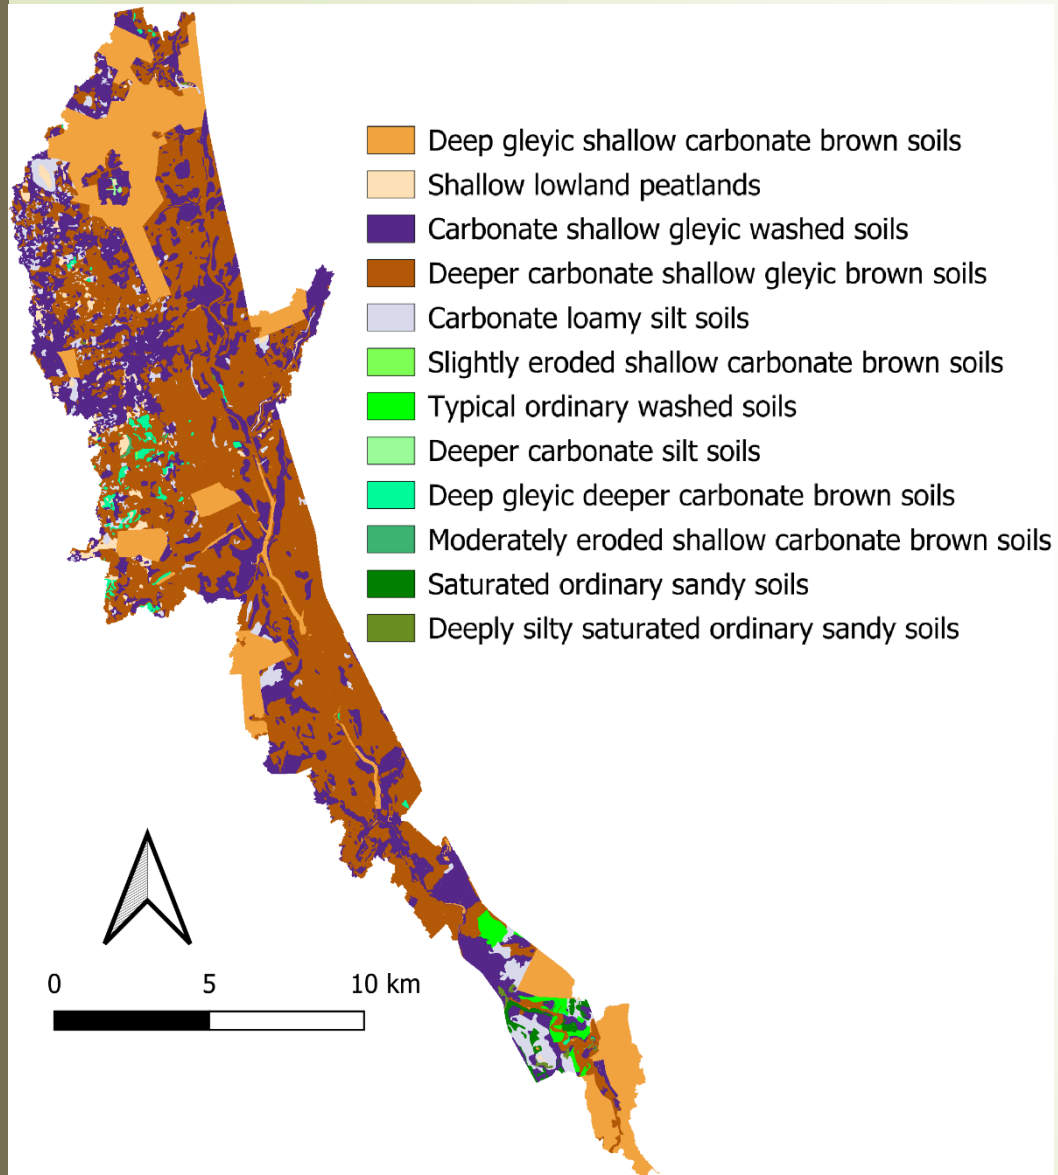 Deep gleyic shallow carbonate brown soils
Shallow lowland peatlands
Carbonate shallow gleyic washed soils
Deeper carbonate shallow gleyic brown soils
Carbonate loamy silt soils
Slightly eroded shallow carbonate brown soils
Typical ordinary washed soils
Deeper carbonate silt soils
Deep gleyic deeper carbonate brown soils
Moderately eroded shallow carbonate brown soils
Saturated ordinary sandy soils
Deeply silty saturated ordinary sandy soils
0 5 10 km